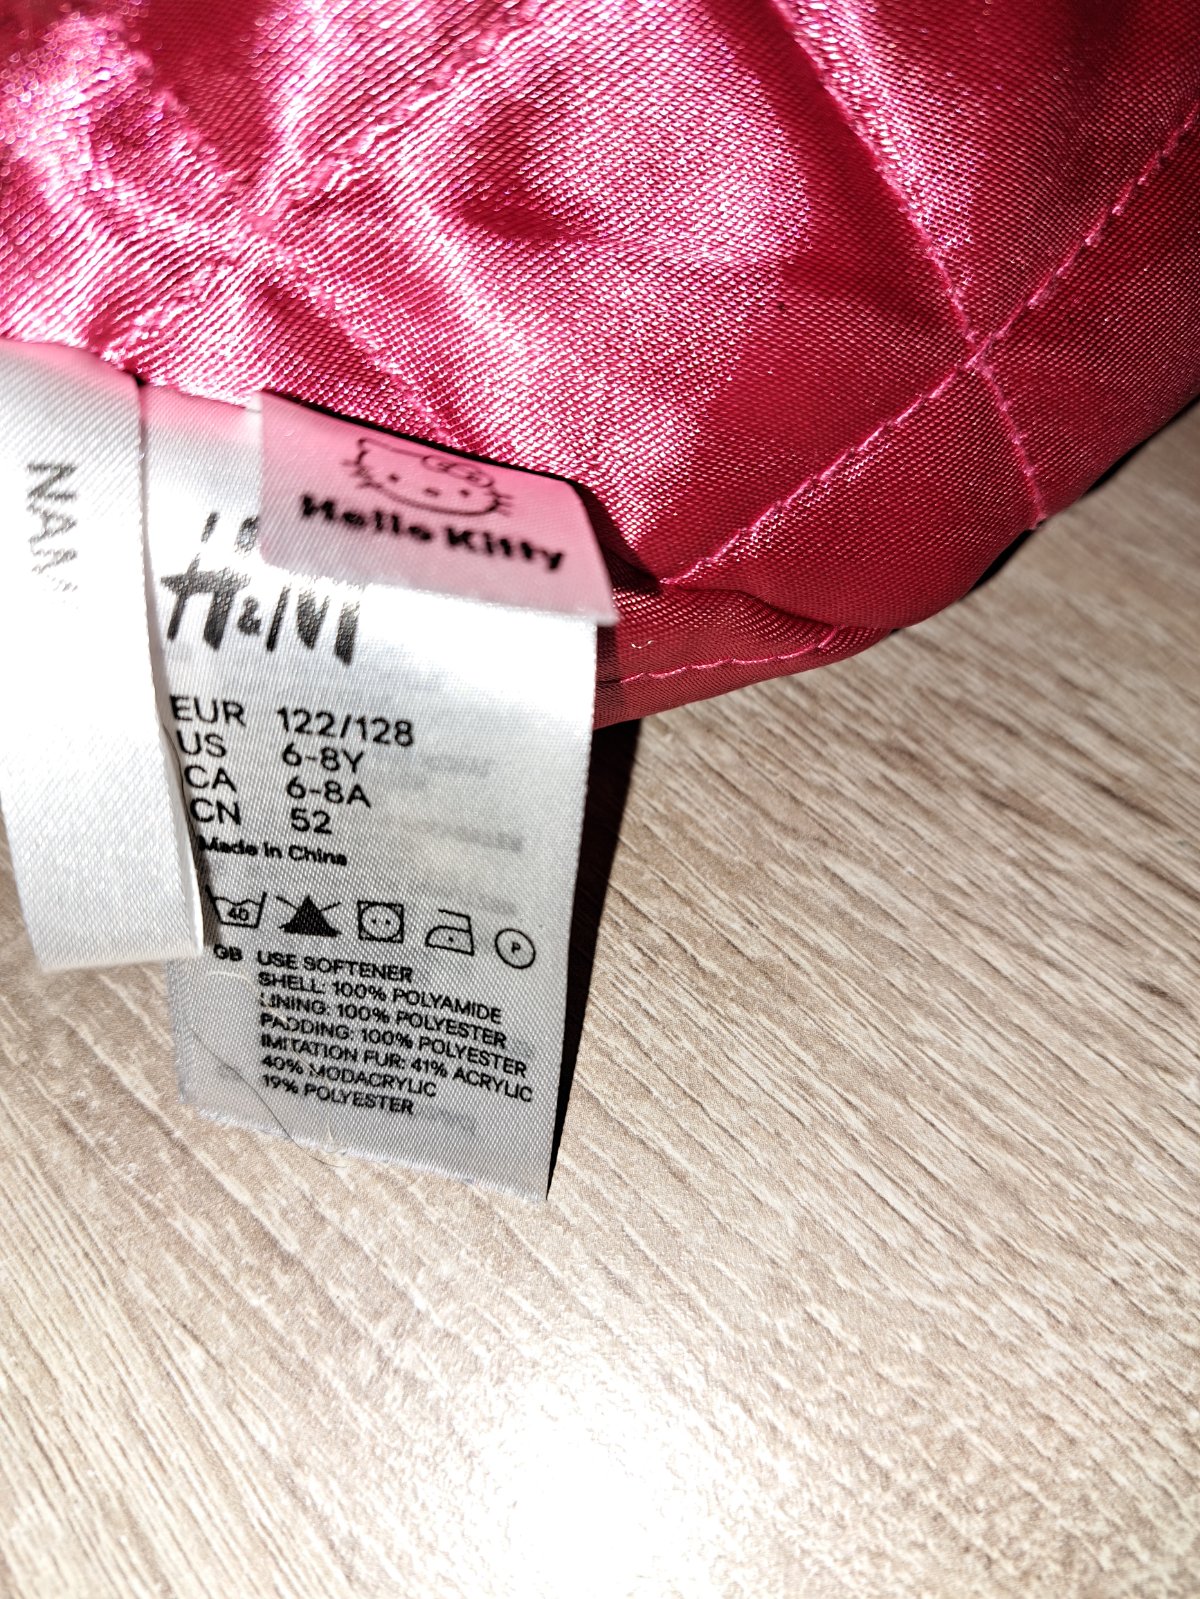 Hello Kitty
H&M
EUR 122/128
US 6-8Y
CA 6-8A
CN 52
Made in China
40
P
GB USE SOFTENER
SHELL: 100% POLYAMIDE
LINING: 100% POLYESTER
PADDING: 100% POLYESTER
IMITATION FUR: 41% ACRYLIC
40% MODACRYLIC
19% POLYESTER